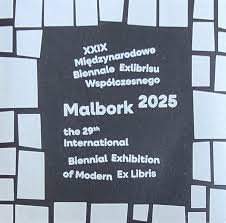 XXIX
Międzynarodowe
Biennale Exlibrisu
Współczesnego
Malbork 2025
the 29th
International
Biennial Exhibition
of Modern Ex Libris